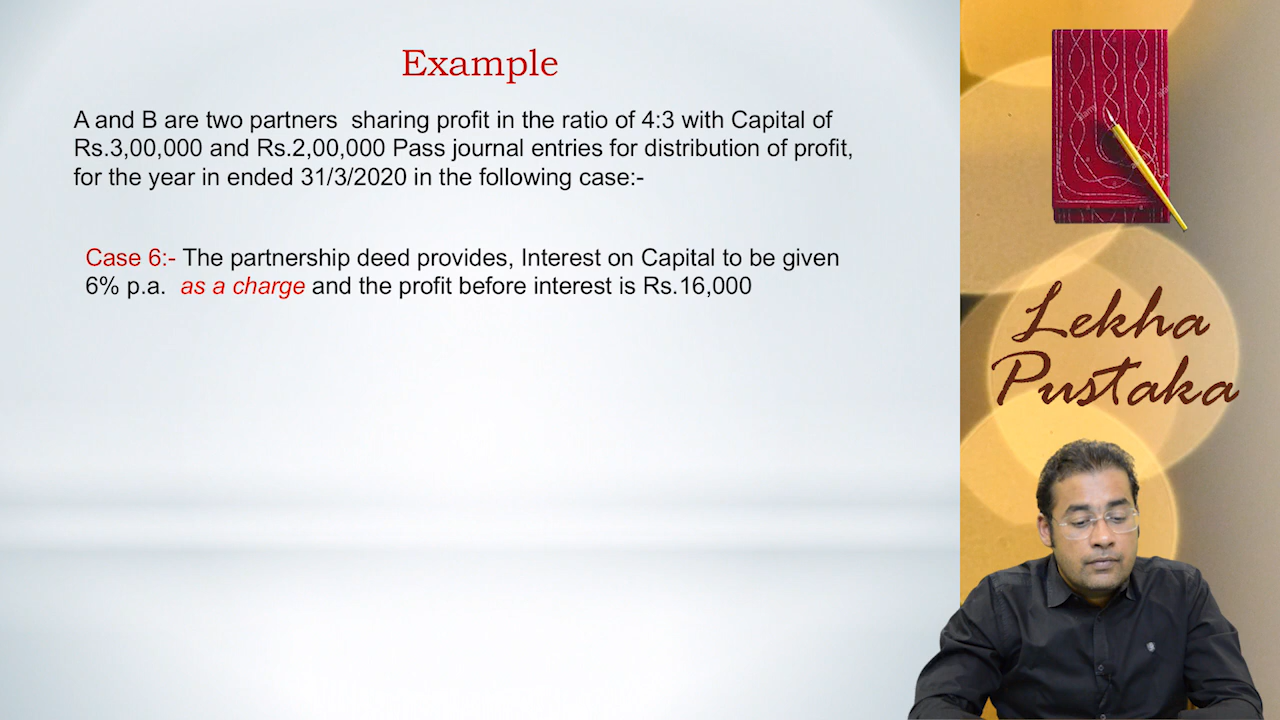 Example
A and B are two partners sharing profit in the ratio of 4:3 with Capital of
Rs.3,00,000 and Rs.2,00,000 Pass journal entries for distribution of profit,
for the year in ended 31/3/2020 in the following case:-
Case 6:- The partnership deed provides, Interest on Capital to be given
6% p.a. as a charge and the profit before interest is Rs.16,000
Lekha
Pustaka